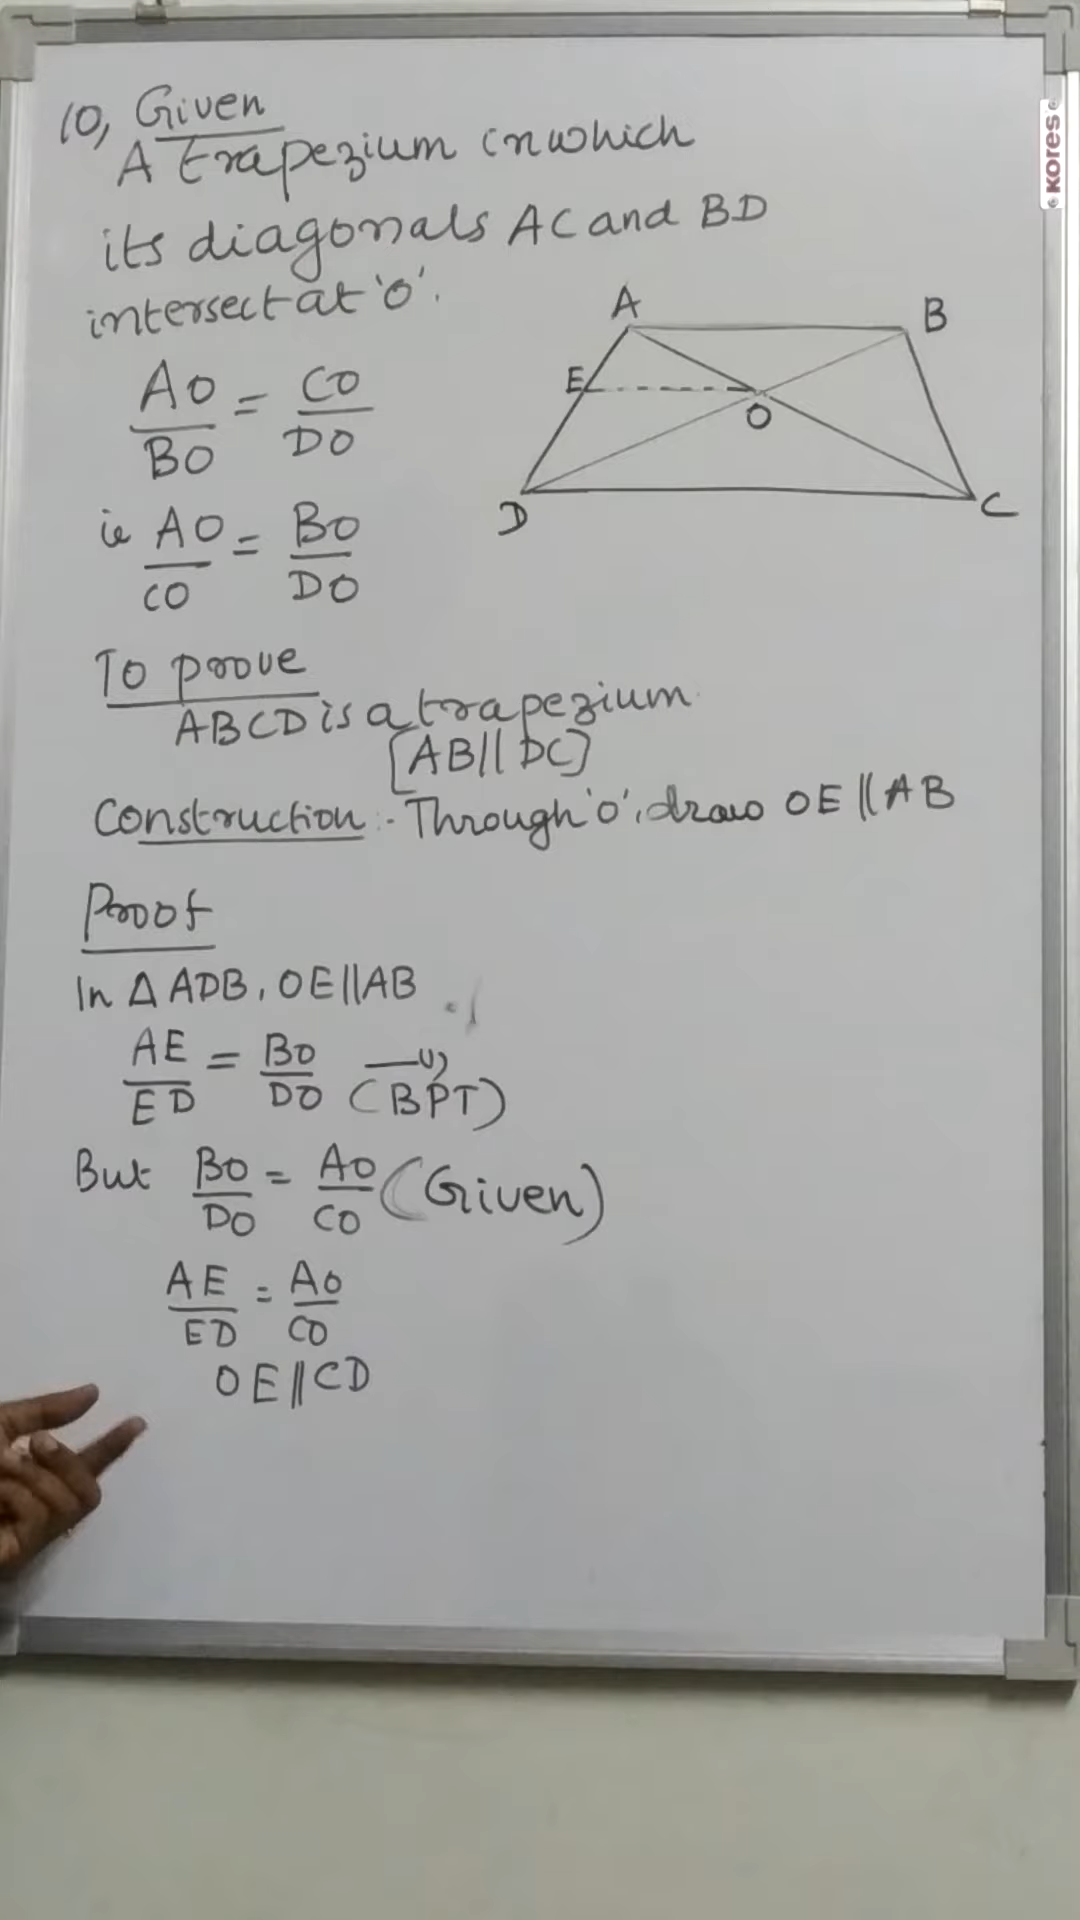 10, Given
A trapezium in which
its diagonals AC and BD
intersect at 'O'.
AO/BO = CO/DO
ie AO/CO = BO/DO
A
B
E
O
D
C
To prove
ABCD is a trapezium
[AB || DC]
Construction :- Through 'O', draw OE || AB
Proof
In Δ ADB, OE || AB
AE/ED = BO/DO → (1) (BPT)
But BO/DO = AO/CO (Given)
AE/ED = AO/CO
OE || CD
KORES